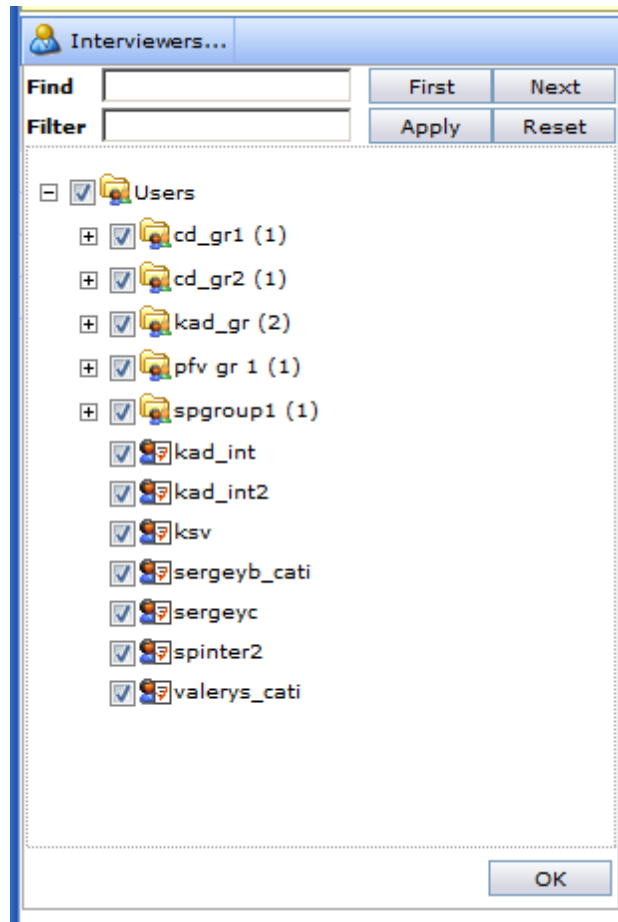 Interviewers...
Find First Next
Filter Apply Reset
Users
cd_gr1 (1)
cd_gr2 (1)
kad_gr (2)
pfv gr 1 (1)
spgroup1 (1)
kad_int
kad_int2
ksv
sergeyb_cati
sergeyc
spinter2
valerys_cati
OK